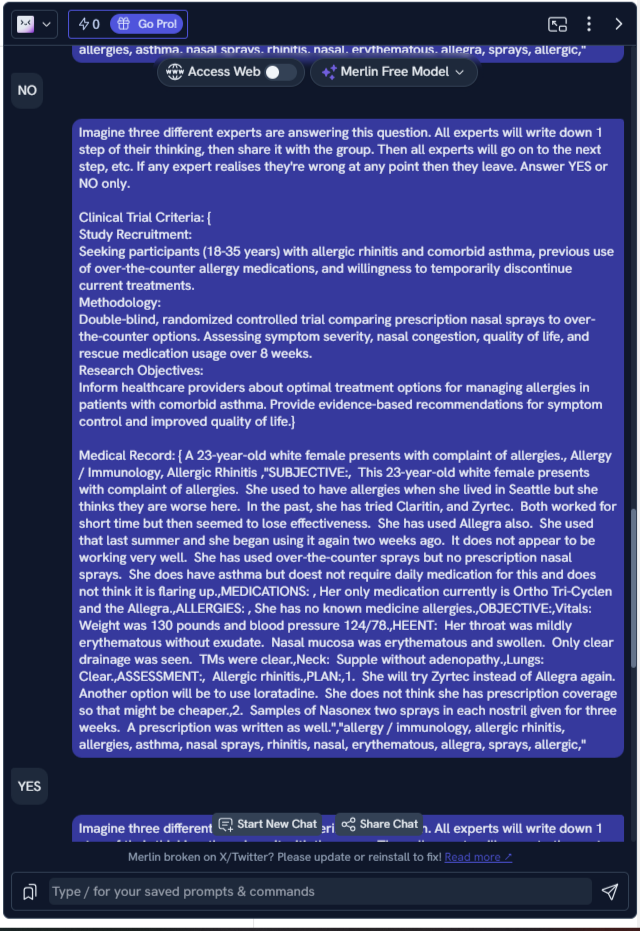 0 Go Pro!
allergies, asthma, nasal sprays, rhinitis, nasal, erythematous, allegra, sprays, allergic,"
www Access Web Merlin Free Model
NO
Imagine three different experts are answering this question. All experts will write down 1
step of their thinking, then share it with the group. Then all experts will go on to the next
step, etc. If any expert realises they're wrong at any point then they leave. Answer YES or
NO only.
Clinical Trial Criteria: {
Study Recruitment:
Seeking participants (18-35 years) with allergic rhinitis and comorbid asthma, previous use
of over-the-counter allergy medications, and willingness to temporarily discontinue
current treatments.
Methodology:
Double-blind, randomized controlled trial comparing prescription nasal sprays to over-
the-counter options. Assessing symptom severity, nasal congestion, quality of life, and
rescue medication usage over 8 weeks.
Research Objectives:
Inform healthcare providers about optimal treatment options for managing allergies in
patients with comorbid asthma. Provide evidence-based recommendations for symptom
control and improved quality of life.}
Medical Record: { A 23-year-old white female presents with complaint of allergies., Allergy
/ Immunology, Allergic Rhinitis ,"SUBJECTIVE:,  This 23-year-old white female presents
with complaint of allergies.  She used to have allergies when she lived in Seattle but she
thinks they are worse here.  In the past, she has tried Claritin, and Zyrtec.  Both worked for
short time but then seemed to lose effectiveness.  She has used Allegra also.  She used
that last summer and she began using it again two weeks ago.  It does not appear to be
working very well.  She has used over-the-counter sprays but no prescription nasal
sprays.  She does have asthma but doest not require daily medication for this and does
not think it is flaring up.,MEDICATIONS: , Her only medication currently is Ortho Tri-Cyclen
and the Allegra.,ALLERGIES: , She has no known medicine allergies.,OBJECTIVE:,Vitals:
Weight was 130 pounds and blood pressure 124/78.,HEENT:  Her throat was mildly
erythematous without exudate.  Nasal mucosa was erythematous and swollen.  Only clear
drainage was seen.  TMs were clear.,Neck:  Supple without adenopathy.,Lungs:
Clear.,ASSESSMENT:,  Allergic rhinitis.,PLAN:,1.  She will try Zyrtec instead of Allegra again.
Another option will be to use loratadine.  She does not think she has prescription coverage
so that might be cheaper.,2.  Samples of Nasonex two sprays in each nostril given for three
weeks.  A prescription was written as well.","allergy / immunology, allergic rhinitis,
allergies, asthma, nasal sprays, rhinitis, nasal, erythematous, allegra, sprays, allergic,"
YES
Start New Chat Share Chat
Imagine three different All experts will write down 1
Merlin broken on X/Twitter? Please update or reinstall to fix! Read more ↗
Type / for your saved prompts & commands